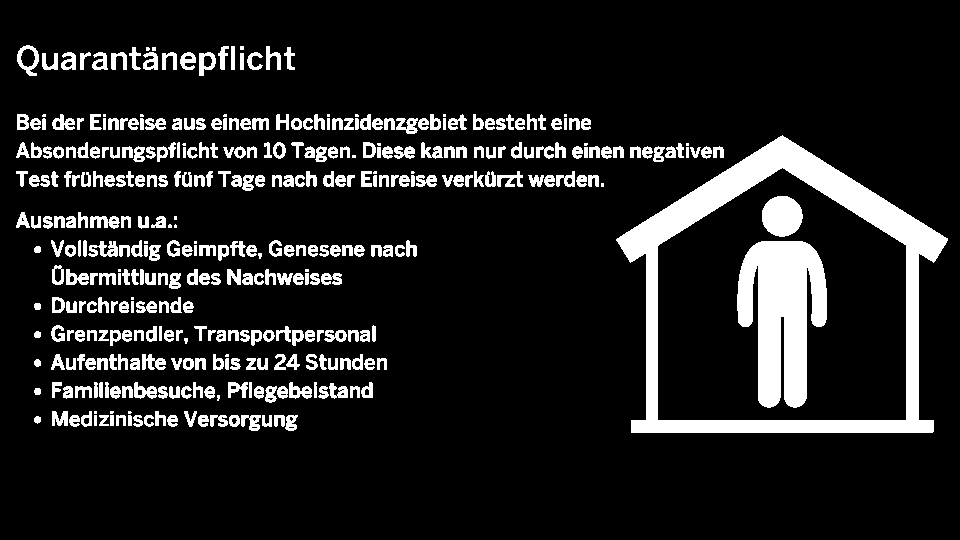 Quarantänepflicht
Bei der Einreise aus einem Hochinzidenzgebiet besteht eine
Absonderungspflicht von 10 Tagen. Diese kann nur durch einen negativen
Test frühestens fünf Tage nach der Einreise verkürzt werden.
Ausnahmen u.a.:
• Vollständig Geimpfte, Genesene nach
Übermittlung des Nachweises
• Durchreisende
• Grenzpendler, Transportpersonal
• Aufenthalte von bis zu 24 Stunden
• Familienbesuche, Pflegebeistand
• Medizinische Versorgung